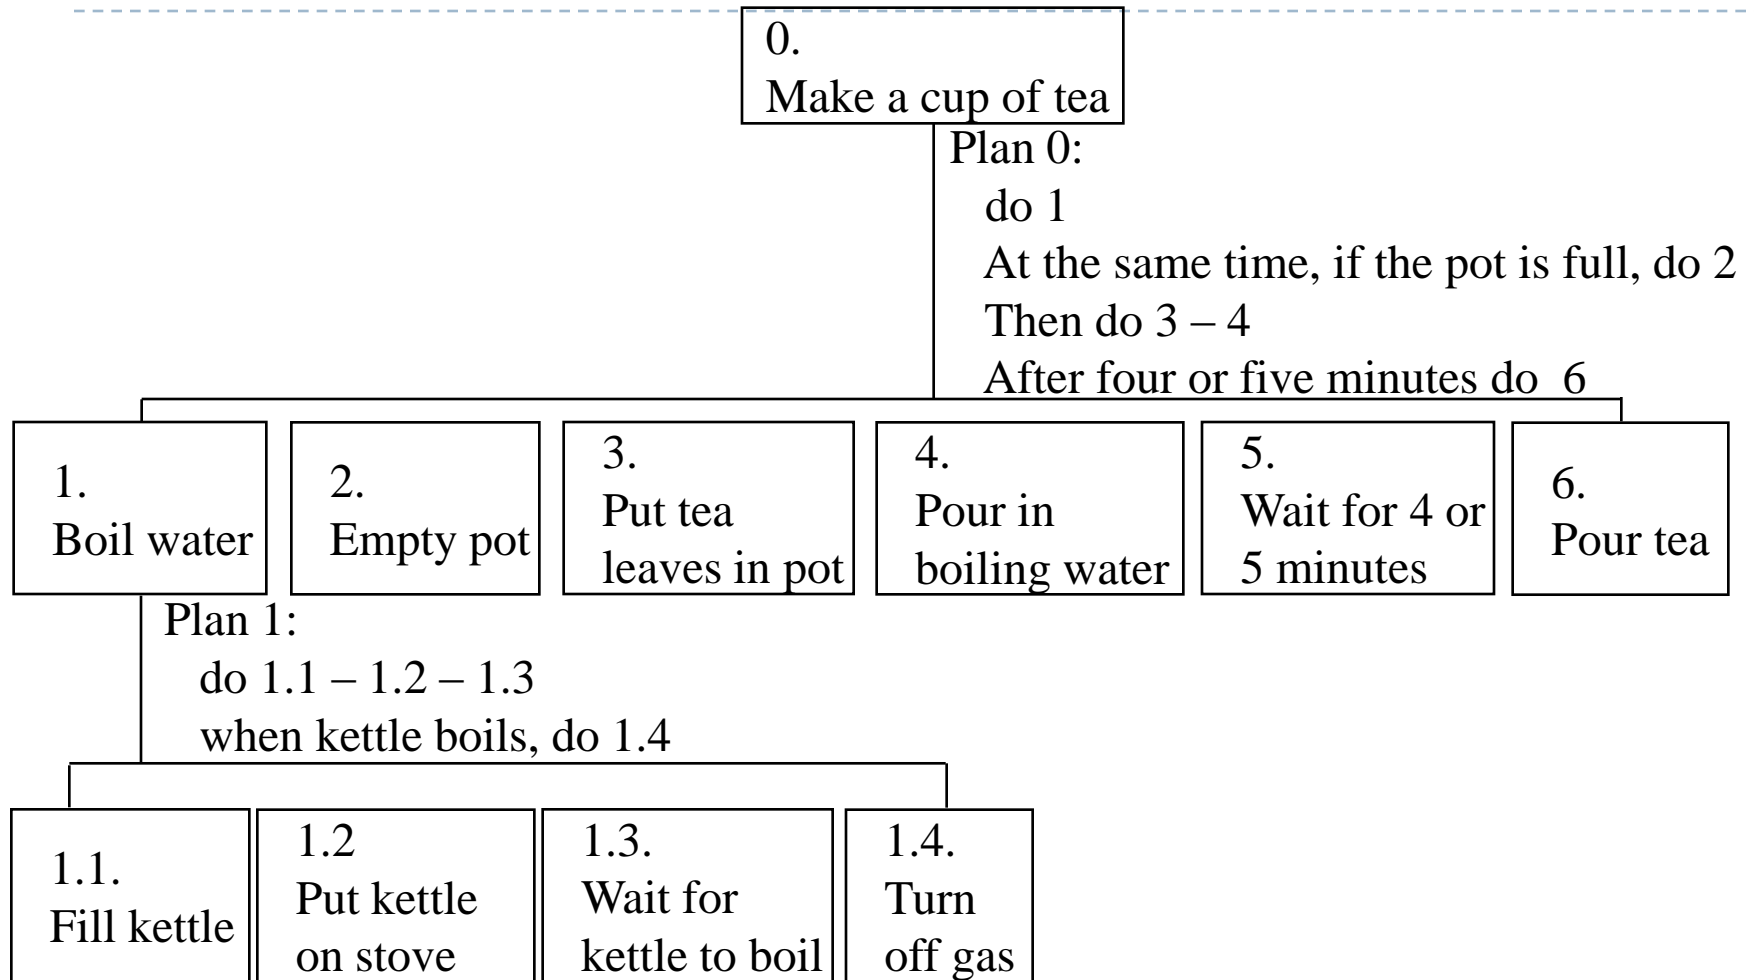 0.
Make a cup of tea
Plan 0:
do 1
At the same time, if the pot is full, do 2
Then do 3 – 4
After four or five minutes do 6
1.
Boil water
2.
Empty pot
3.
Put tea
leaves in pot
4.
Pour in
boiling water
5.
Wait for 4 or
5 minutes
6.
Pour tea
Plan 1:
do 1.1 – 1.2 – 1.3
when kettle boils, do 1.4
1.1.
Fill kettle
1.2
Put kettle
on stove
1.3.
Wait for
kettle to boil
1.4.
Turn
off gas